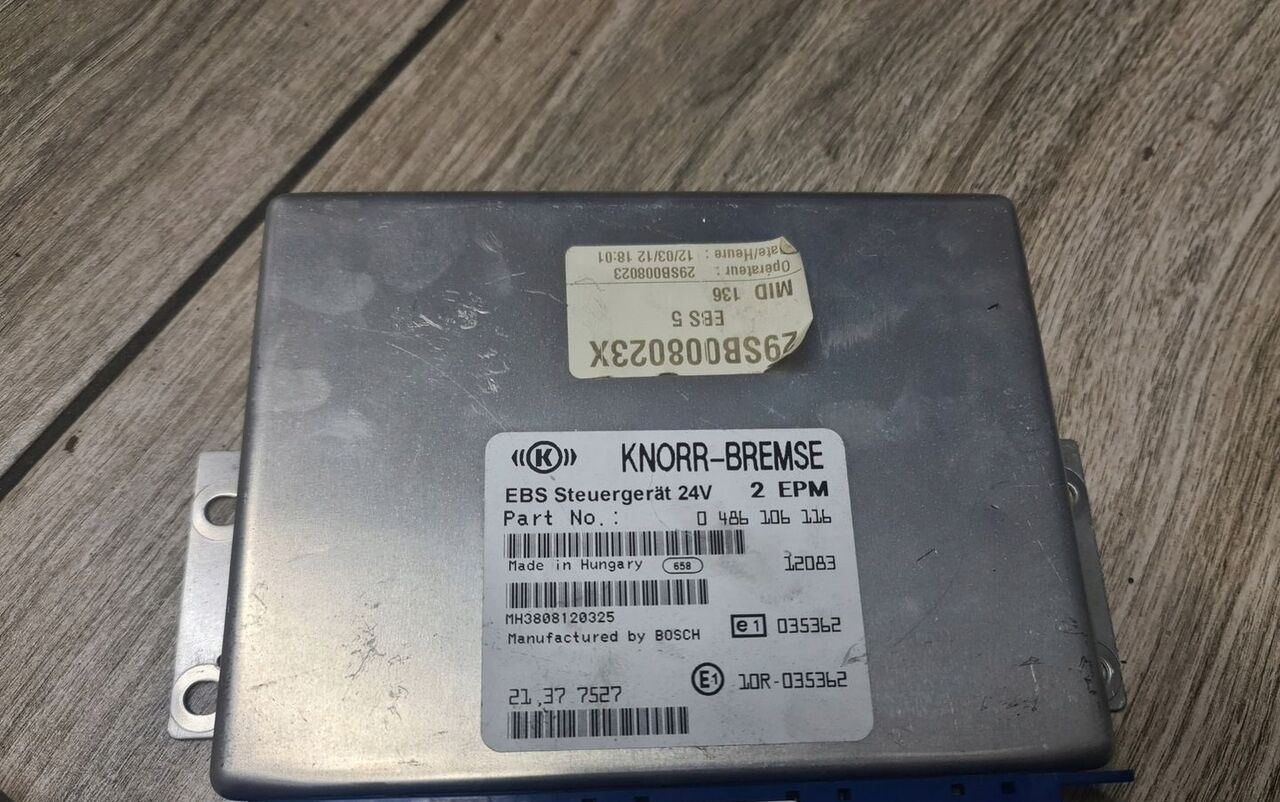 29SB008023X
EBS 5
MID 136
Opérateur : 29SB008023
Date/Heure : 12/03/12 18:01
((K)) KNORR-BREMSE
EBS Steuergerät 24V 2 EPM
Part No.: 0 486 106 116
Made in Hungary 658 12083
MH3808120325
Manufactured by BOSCH e1 035362
E1 10R-035362
21,37 7527